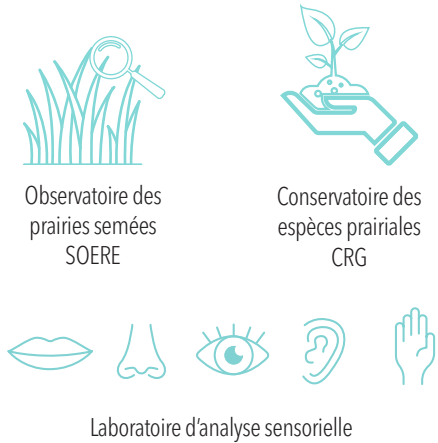 Observatoire des
prairies semées
SOERE
Conservatoire des
espèces prairiales
CRG
Laboratoire d'analyse sensorielle